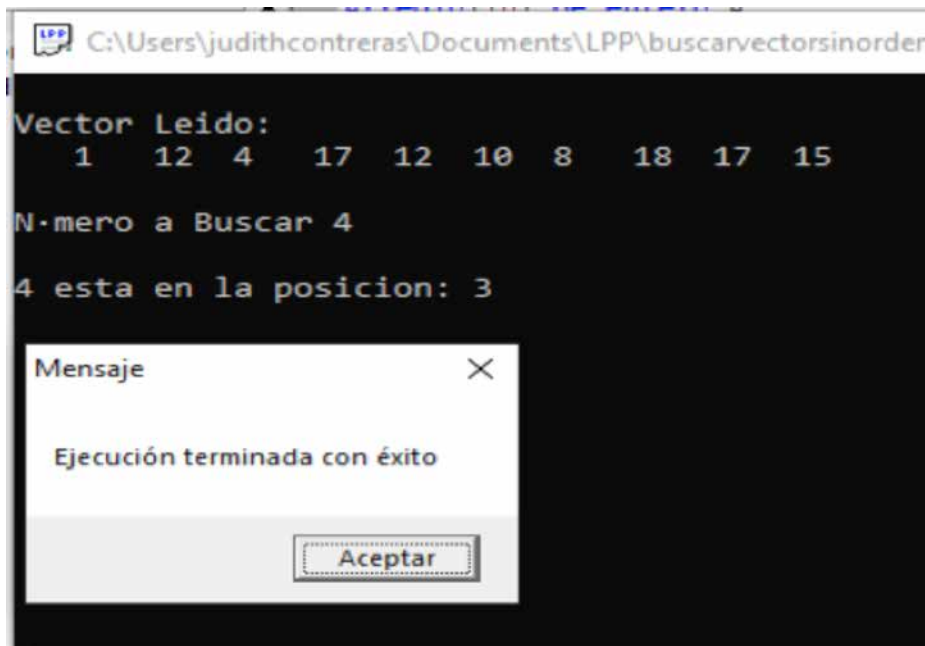 LPP C:\Users\judithcontreras\Documents\LPP\buscarvectorsinorden
Vector Leido:
1 12 4 17 12 10 8 18 17 15
N·mero a Buscar 4
4 esta en la posicion: 3
Mensaje
Ejecución terminada con éxito
Aceptar